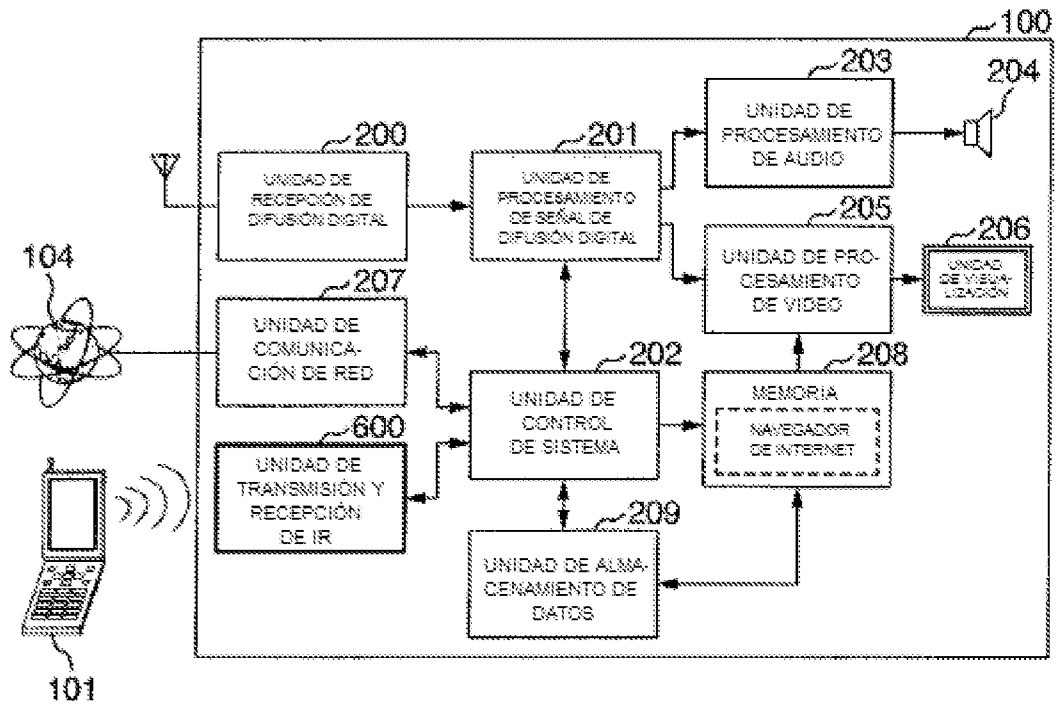 100
203
UNIDAD DE
PROCESAMIENTO
DE AUDIO
204
200
UNIDAD DE
RECEPCIÓN DE
DIFUSIÓN DIGITAL
201
UNIDAD DE
PROCESAMIENTO
DE SEÑAL DE
DIFUSIÓN DIGITAL
205
UNIDAD DE PRO-
CESAMIENTO
DE VIDEO
206
UNIDAD
DE VISUA-
LIZACIÓN
104
207
UNIDAD DE
COMUNICA-
CIÓN DE RED
202
UNIDAD DE
CONTROL
DE SISTEMA
208
MEMORIA
NAVEGADOR
DE INTERNET
600
UNIDAD DE
TRANSMISIÓN Y
RECEPCIÓN
DE IR
209
UNIDAD DE ALMA-
CENAMIENTO DE
DATOS
101